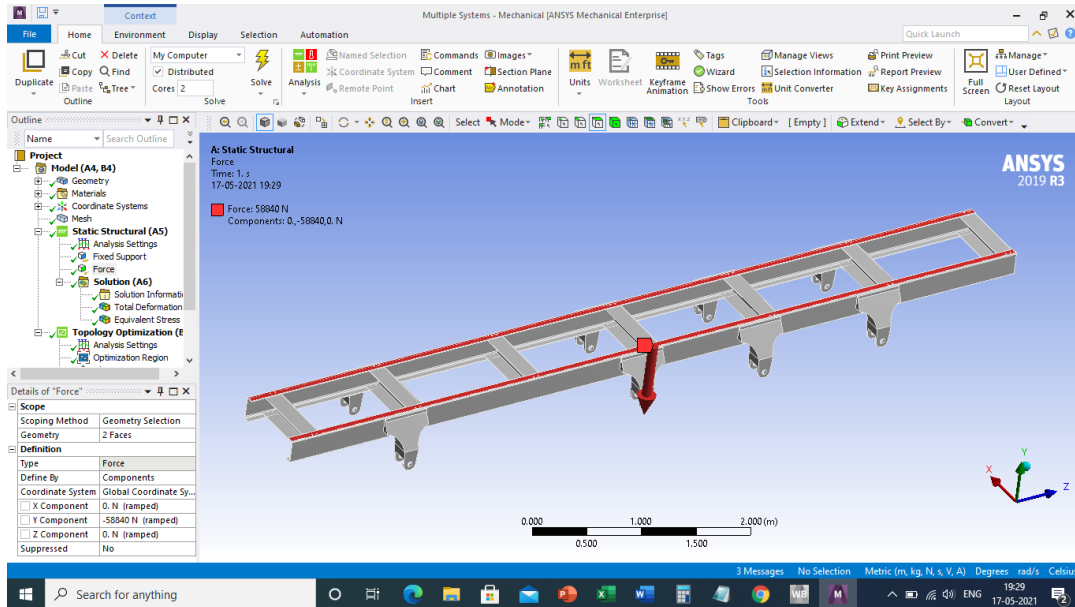 Context
Multiple Systems - Mechanical [ANSYS Mechanical Enterprise]
File Home Environment Display Selection Automation
Quick Launch
Duplicate
Cut
Copy
Paste
Delete
Find
Tree
Outline
My Computer
Distributed
Cores 2
Solve
Solve
Analysis
Named Selection
Coordinate System
Remote Point
Commands
Comment
Chart
Images
Section Plane
Annotation
Insert
Units
mft
Worksheet
Keyframe
Animation
Tags
Wizard
Show Errors
Manage Views
Selection Information
Unit Converter
Print Preview
Report Preview
Key Assignments
Tools
Full
Screen
Manage
User Defined
Reset Layout
Layout
Outline
Select Mode Clipboard [ Empty ] Extend Select By Convert
Name Search Outline
Project
Model (A4, B4)
Geometry
Materials
Coordinate Systems
Mesh
Static Structural (A5)
Analysis Settings
Fixed Support
Force
Solution (A6)
Solution Informati
Total Deformation
Equivalent Stress
Topology Optimization (B
Analysis Settings
Optimization Region
Details of "Force"
Scope
Scoping Method Geometry Selection
Geometry 2 Faces
Definition
Type Force
Define By Components
Coordinate System Global Coordinate Sy...
X Component 0. N (ramped)
Y Component -58840 N (ramped)
Z Component 0. N (ramped)
Suppressed No
A: Static Structural
Force
Time: 1. s
17-05-2021 19:29
Force: 58840 N
Components: 0.,-58840,0. N
ANSYS
2019 R3
0.000 1.000 2.000 (m)
0.500 1.500
Y
X
Z
3 Messages No Selection Metric (m, kg, N, s, V, A) Degrees rad/s Celsiu
Search for anything
WB
M
ENG
19:29
17-05-2021
2